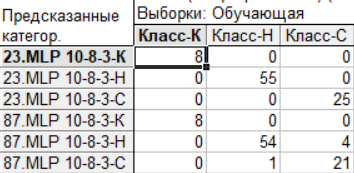 Предсказанные Выборки: Обучающая
категор. Класс-К Класс-Н Класс-С
23.MLP 10-8-3-К 8 0 0
23.MLP 10-8-3-Н 0 55 0
23.MLP 10-8-3-С 0 0 25
87.MLP 10-8-3-К 8 0 0
87.MLP 10-8-3-Н 0 54 4
87.MLP 10-8-3-С 0 1 21